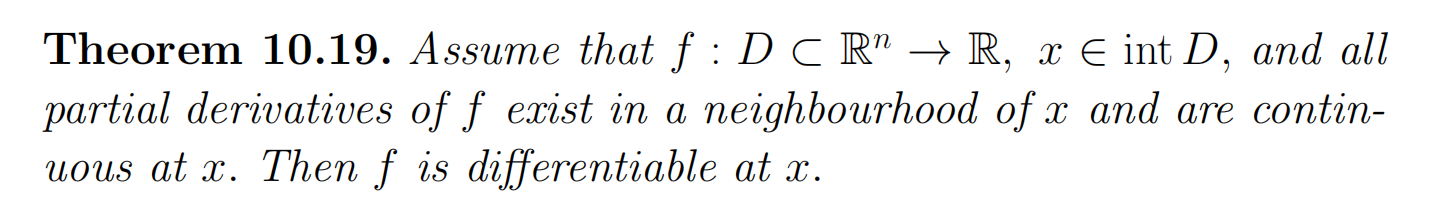 Theorem 10.19. Assume that f : D ⊂ ℝⁿ → ℝ, x ∈ int D, and all
partial derivatives of f exist in a neighbourhood of x and are contin-
uous at x. Then f is differentiable at x.